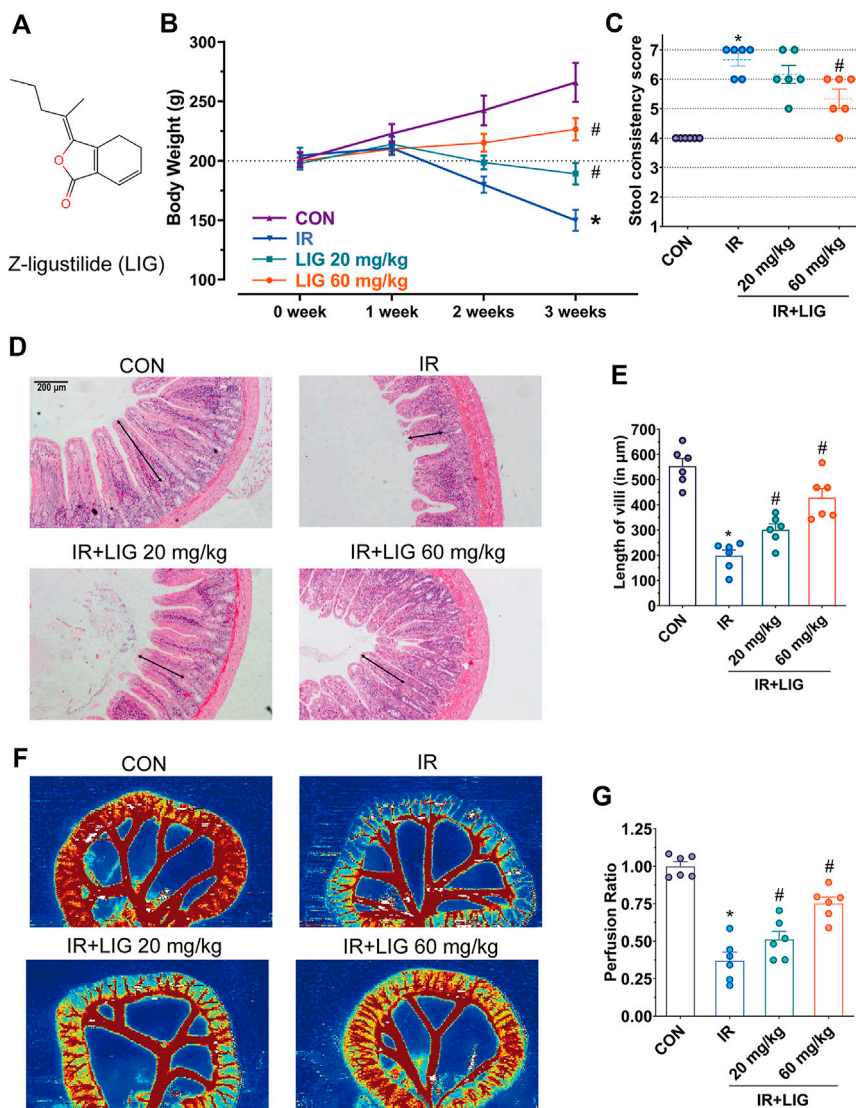 A
O
O
Z-ligustilide (LIG)
B
Body Weight (g)
300
250
200
150
100
#
#
*
CON
IR
LIG 20 mg/kg
LIG 60 mg/kg
0 week
1 week
2 weeks
3 weeks
C
Stool consistency score
7
6
5
4
3
2
1
*
#
CON
IR
20 mg/kg
60 mg/kg
IR+LIG
D
CON
IR
200 μm
IR+LIG 20 mg/kg
IR+LIG 60 mg/kg
E
Length of villi (in μm)
700
600
500
400
300
200
100
0
*
#
#
CON
IR
20 mg/kg
60 mg/kg
IR+LIG
F
CON
IR
IR+LIG 20 mg/kg
IR+LIG 60 mg/kg
G
Perfusion Ratio
1.25
1.00
0.75
0.50
0.25
0.00
*
#
#
CON
IR
20 mg/kg
60 mg/kg
IR+LIG